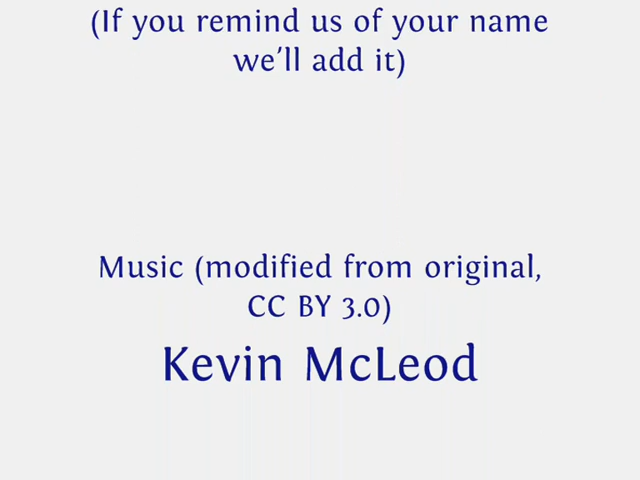 (If you remind us of your name
we'll add it)
Music (modified from original,
CC BY 3.0)
Kevin McLeod